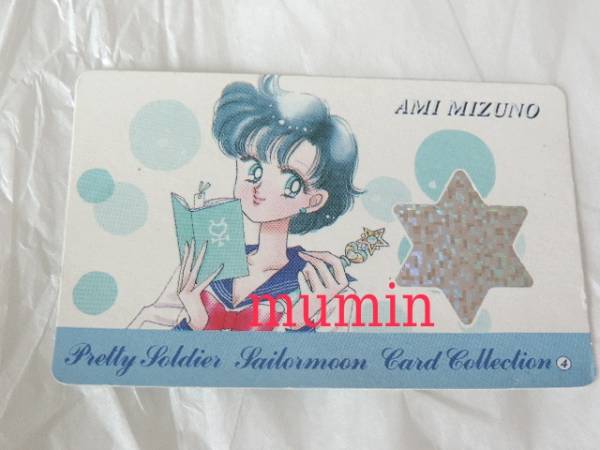 AMI MIZUNO
mumin
Pretty Soldier Sailormoon Card Collection ④